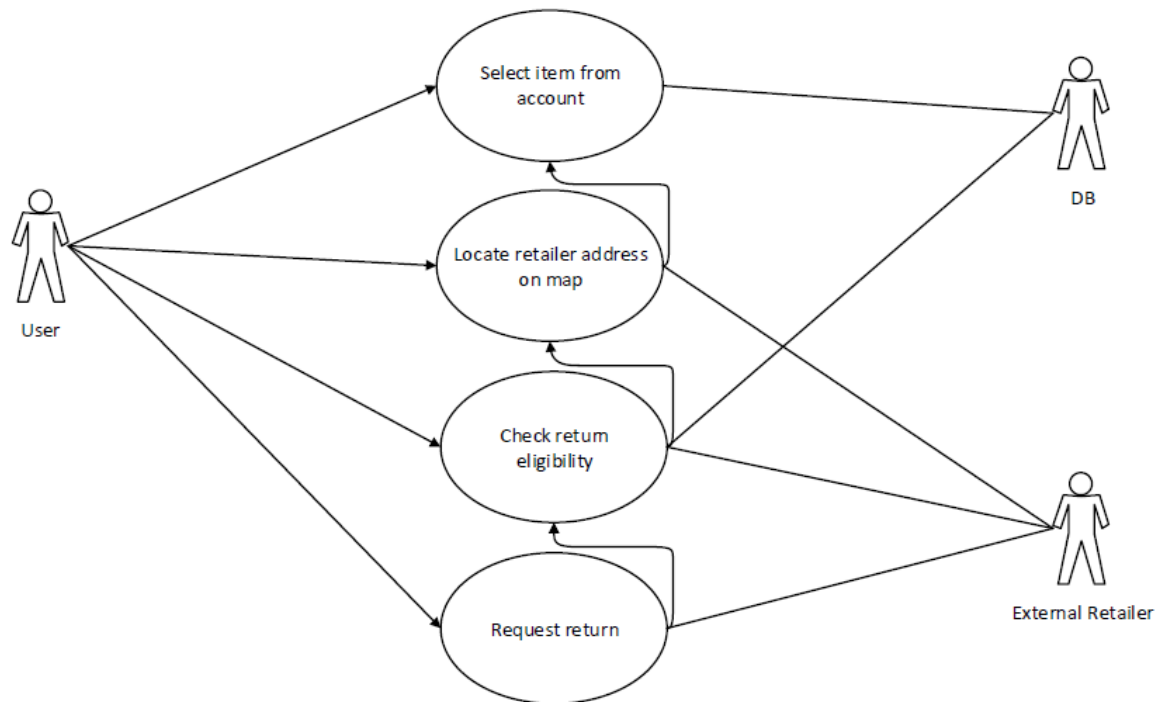 Select item from
account
DB
Locate retailer address
on map
User
Check return
eligibility
External Retailer
Request return